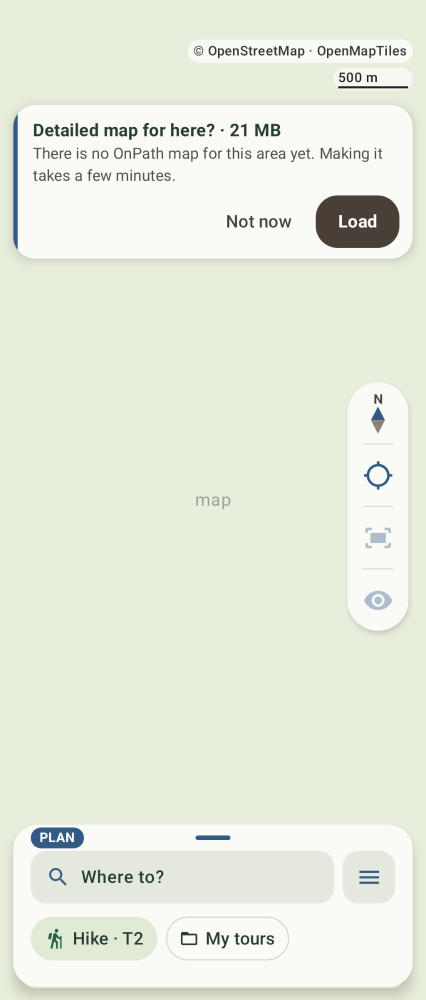 © OpenStreetMap · OpenMapTiles
500 m
Detailed map for here? · 21 MB
There is no OnPath map for this area yet. Making it
takes a few minutes.
Not now
Load
N
map
PLAN
Where to?
Hike · T2
My tours